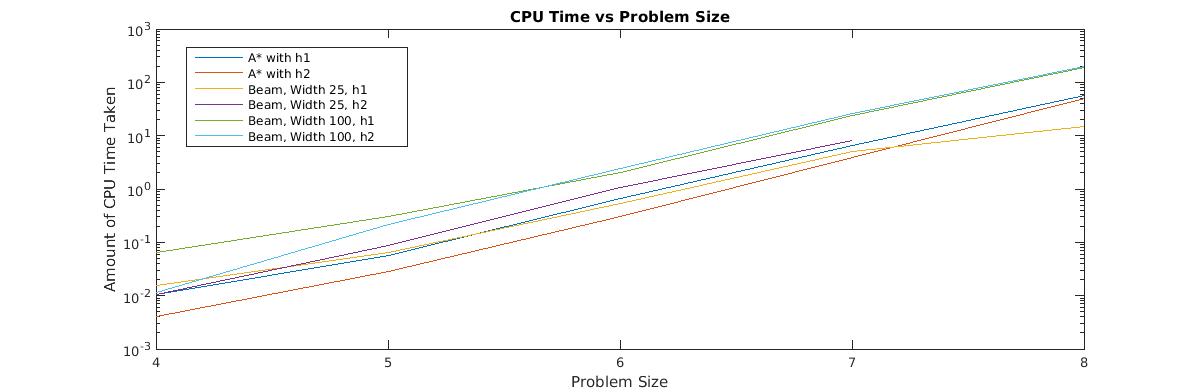 CPU Time vs Problem Size
10^3
10^2
10^1
10^0
10^-1
10^-2
10^-3
Amount of CPU Time Taken
A* with h1
A* with h2
Beam, Width 25, h1
Beam, Width 25, h2
Beam, Width 100, h1
Beam, Width 100, h2
4 5 6 7 8
Problem Size